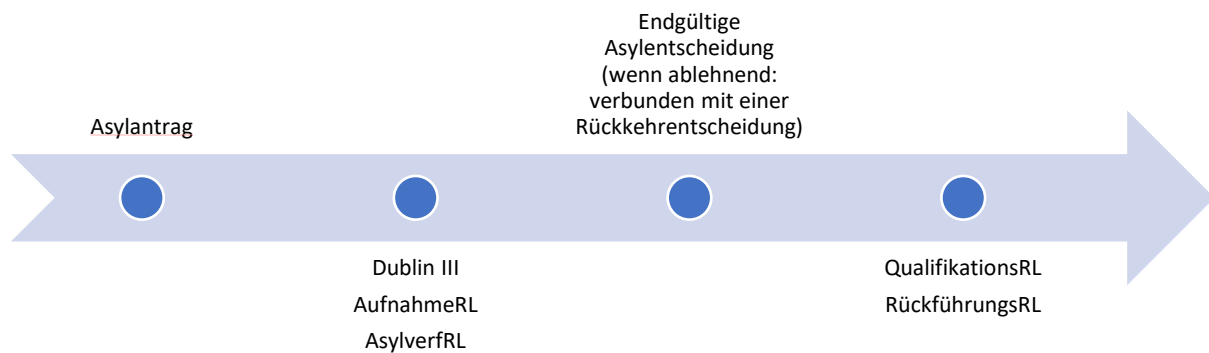 Endgültige
Asylentscheidung
(wenn ablehnend:
verbunden mit einer
Rückkehrentscheidung)
Asylantrag
Dublin III
AufnahmeRL
AsylverfRL
QualifikationsRL
RückführungsRL